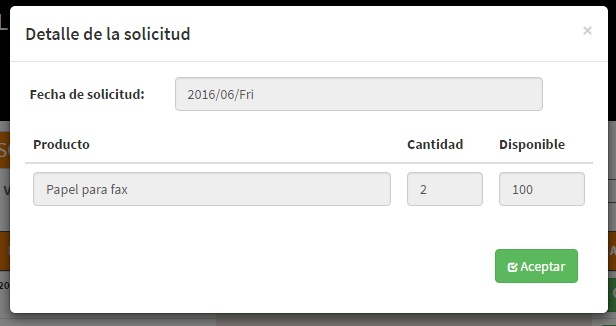 Detalle de la solicitud ×
Fecha de solicitud: 2016/06/Fri
Producto Cantidad Disponible
Papel para fax 2 100
Aceptar